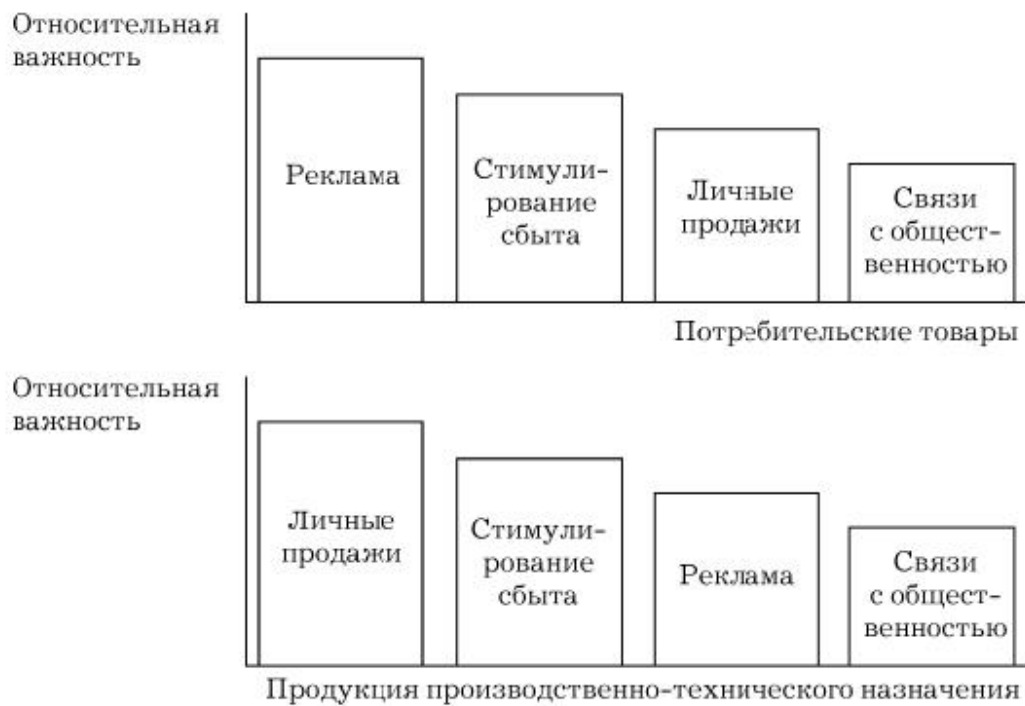 Относительная
важность
Реклама
Стимули-
рование
сбыта
Личные
продажи
Связи
с общест-
венностью
Потребительские товары
Относительная
важность
Личные
продажи
Стимули-
рование
сбыта
Реклама
Связи
с общест-
венностью
Продукция производственно-технического назначения